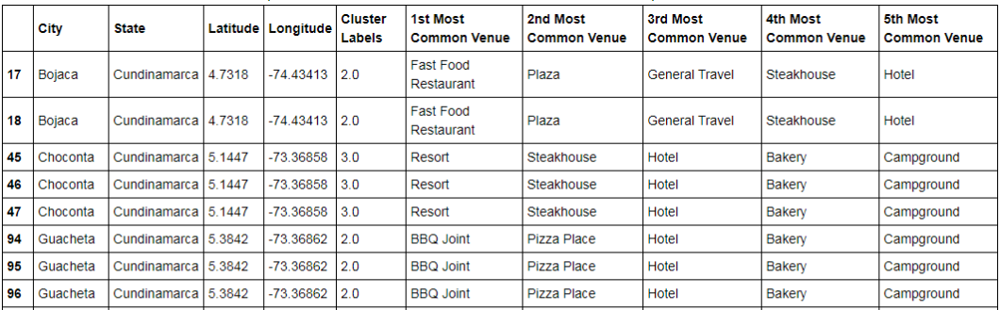 City State Latitude Longitude Cluster Labels 1st Most Common Venue 2nd Most Common Venue 3rd Most Common Venue 4th Most Common Venue 5th Most Common Venue
17 Bojaca Cundinamarca 4.7318 -74.43413 2.0 Fast Food Restaurant Plaza General Travel Steakhouse Hotel
18 Bojaca Cundinamarca 4.7318 -74.43413 2.0 Fast Food Restaurant Plaza General Travel Steakhouse Hotel
45 Choconta Cundinamarca 5.1447 -73.36858 3.0 Resort Steakhouse Hotel Bakery Campground
46 Choconta Cundinamarca 5.1447 -73.36858 3.0 Resort Steakhouse Hotel Bakery Campground
47 Choconta Cundinamarca 5.1447 -73.36858 3.0 Resort Steakhouse Hotel Bakery Campground
94 Guacheta Cundinamarca 5.3842 -73.36862 2.0 BBQ Joint Pizza Place Hotel Bakery Campground
95 Guacheta Cundinamarca 5.3842 -73.36862 2.0 BBQ Joint Pizza Place Hotel Bakery Campground
96 Guacheta Cundinamarca 5.3842 -73.36862 2.0 BBQ Joint Pizza Place Hotel Bakery Campground